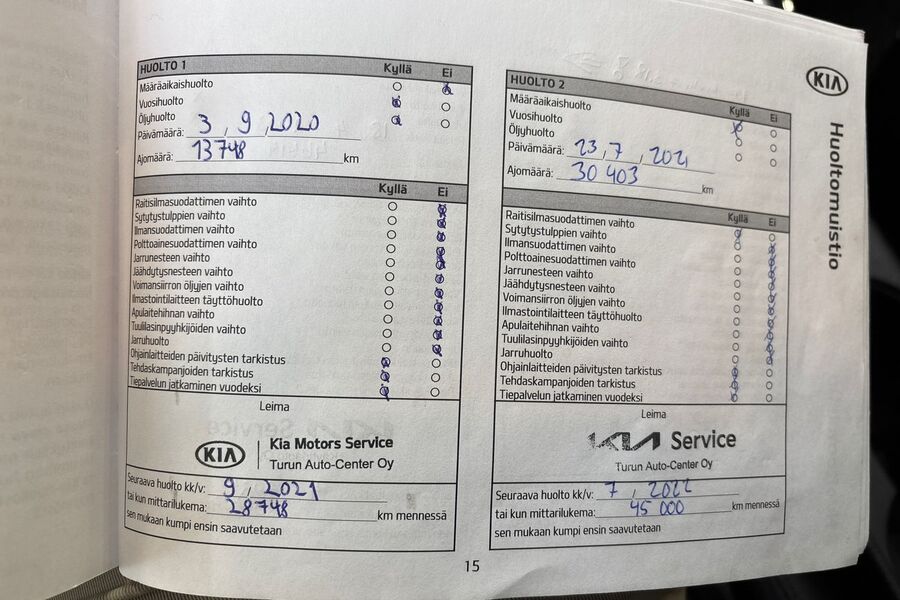 HUOLTO 1 Kyllä Ei
Määräaikaishuolto
Vuosihuolto
Öljyhuolto
Päivämäärä: 3, 9, 2020
Ajomäärä: 13748 km
Kyllä Ei
Raitisilmasuodattimen vaihto
Sytytystulppien vaihto
Ilmansuodattimen vaihto
Polttoainesuodattimen vaihto
Jarrunesteen vaihto
Jäähdytysnesteen vaihto
Voimansiirron öljyjen vaihto
Ilmastointilaitteen täyttöhuolto
Apulaitehihnan vaihto
Tuulilasinpyyhkijöiden vaihto
Jarruhuolto
Ohjainlaitteiden päivitysten tarkistus
Tehdaskampanjoiden tarkistus
Tiepalvelun jatkaminen vuodeksi
Leima
KIA Kia Motors Service
Turun Auto-Center Oy
Seuraava huolto kk/v: 9, 2021
tai kun mittarilukema: 28748 km mennessä
sen mukaan kumpi ensin saavutetaan
HUOLTO 2 Kyllä Ei
Määräaikaishuolto
Vuosihuolto
Öljyhuolto
Päivämäärä: 23, 7, 2021
Ajomäärä: 30 403 km
Kyllä Ei
Raitisilmasuodattimen vaihto
Sytytystulppien vaihto
Ilmansuodattimen vaihto
Polttoainesuodattimen vaihto
Jarrunesteen vaihto
Jäähdytysnesteen vaihto
Voimansiirron öljyjen vaihto
Ilmastointilaitteen täyttöhuolto
Apulaitehihnan vaihto
Tuulilasinpyyhkijöiden vaihto
Jarruhuolto
Ohjainlaitteiden päivitysten tarkistus
Tehdaskampanjoiden tarkistus
Tiepalvelun jatkaminen vuodeksi
Leima
KIA Service
Turun Auto-Center Oy
Seuraava huolto kk/v: 7, 2022
tai kun mittarilukema: 45 000 km mennessä
sen mukaan kumpi ensin saavutetaan
KIA
Huoltomuistio
15